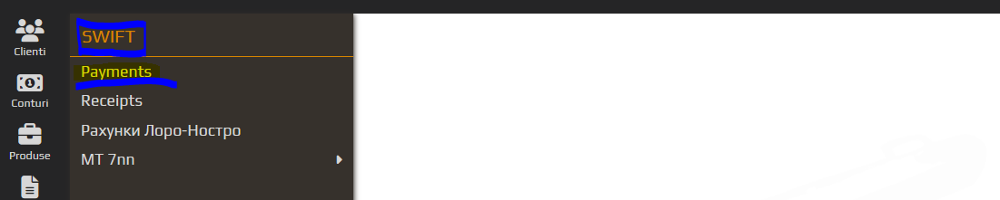 SWIFT
Clienti
Payments
Receipts
Conturi
Рахунки Лоро-Ностро
Produse
MT 7nn